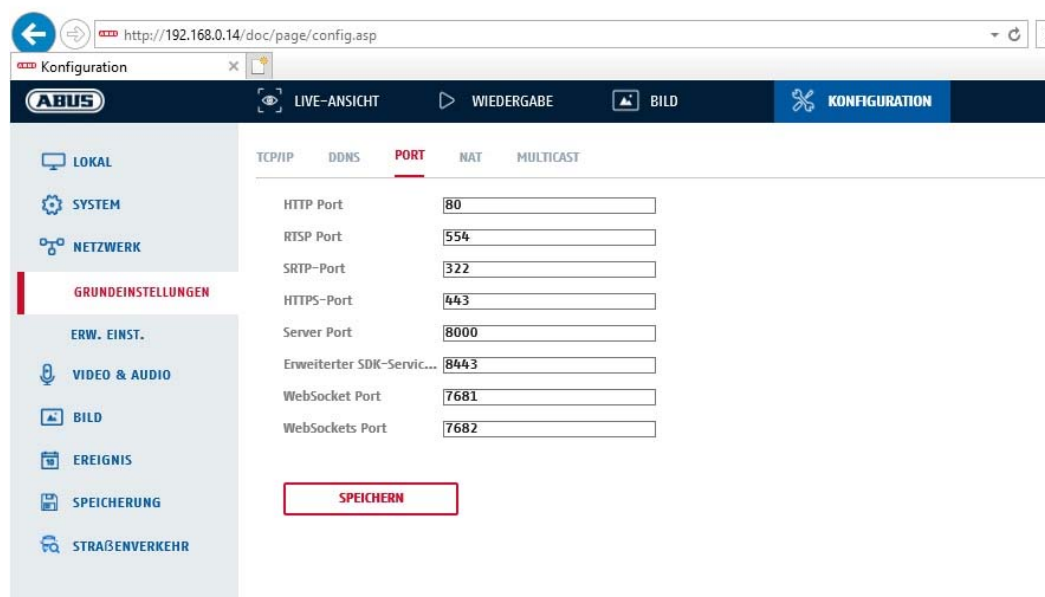 http://192.168.0.14/doc/page/config.asp
Konfiguration
ABUS
LIVE-ANSICHT
WIEDERGABE
BILD
KONFIGURATION
LOKAL
SYSTEM
NETZWERK
GRUNDEINSTELLUNGEN
ERW. EINST.
VIDEO & AUDIO
BILD
EREIGNIS
SPEICHERUNG
STRAßENVERKEHR
TCP/IP DDNS PORT NAT MULTICAST
HTTP Port 80
RTSP Port 554
SRTP-Port 322
HTTPS-Port 443
Server Port 8000
Erweiterter SDK-Servic... 8443
WebSocket Port 7681
WebSockets Port 7682
SPEICHERN